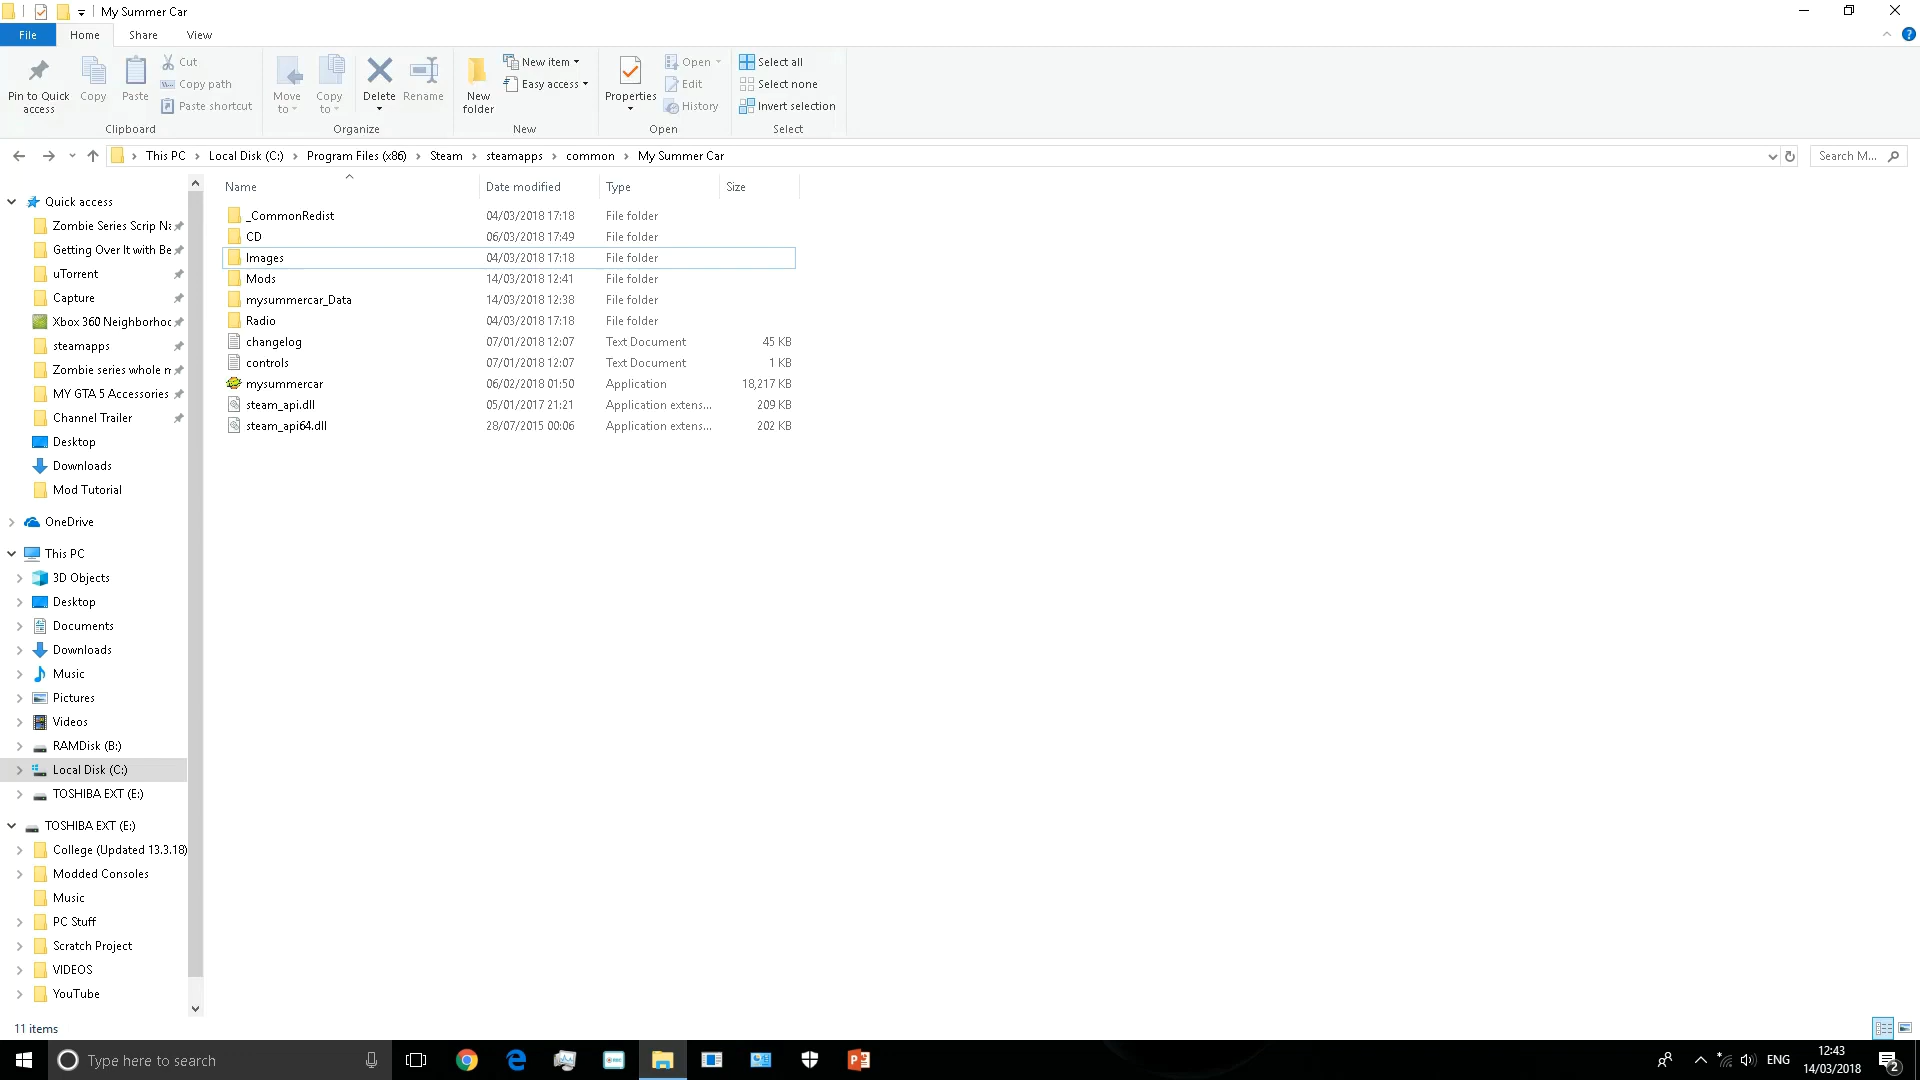 My Summer Car
File Home Share View
Pin to Quick access
Copy
Paste
Cut
Copy path
Paste shortcut
Clipboard
Move to
Copy to
Delete
Rename
Organize
New folder
New item
Easy access
New
Properties
Open
Edit
History
Open
Select all
Select none
Invert selection
Select
This PC Local Disk (C:) Program Files (x86) Steam steamapps common My Summer Car
Search M...
Name Date modified Type Size
_CommonRedist 04/03/2018 17:18 File folder
CD 06/03/2018 17:49 File folder
Images 04/03/2018 17:18 File folder
Mods 14/03/2018 12:41 File folder
mysummercar_Data 14/03/2018 12:38 File folder
Radio 04/03/2018 17:18 File folder
changelog 07/01/2018 12:07 Text Document 45 KB
controls 07/01/2018 12:07 Text Document 1 KB
mysummercar 06/02/2018 01:50 Application 18,217 KB
steam_api.dll 05/01/2017 21:21 Application extens... 209 KB
steam_api64.dll 28/07/2015 00:06 Application extens... 202 KB
Quick access
Zombie Series Scrip Na
Getting Over It with Be
uTorrent
Capture
Xbox 360 Neighborhoo
steamapps
Zombie series whole n
MY GTA 5 Accessories
Channel Trailer
Desktop
Downloads
Mod Tutorial
OneDrive
This PC
3D Objects
Desktop
Documents
Downloads
Music
Pictures
Videos
RAMDisk (B:)
Local Disk (C:)
TOSHIBA EXT (E:)
TOSHIBA EXT (E:)
College (Updated 13.3.18)
Modded Consoles
Music
PC Stuff
Scratch Project
VIDEOS
YouTube
11 items
Type here to search
ENG
12:43
14/03/2018
2